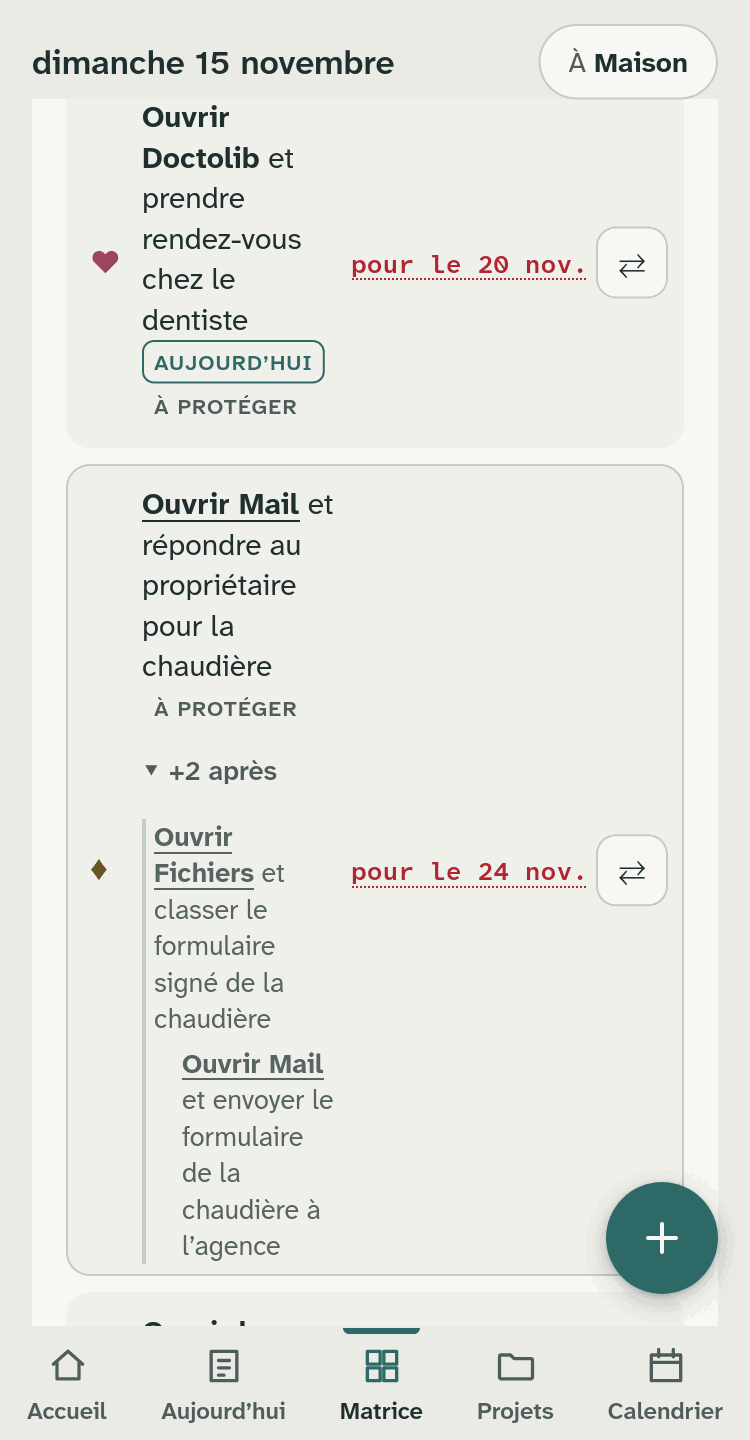 dimanche 15 novembre
À Maison
Ouvrir
Doctolib et
prendre
rendez-vous
chez le
dentiste
AUJOURD’HUI
À PROTÉGER
pour le 20 nov.
Ouvrir Mail et
répondre au
propriétaire
pour la
chaudière
À PROTÉGER
+2 après
Ouvrir
Fichiers et
classer le
formulaire
signé de la
chaudière
Ouvrir Mail
et envoyer le
formulaire
de la
chaudière à
l’agence
pour le 24 nov.
Accueil
Aujourd’hui
Matrice
Projets
Calendrier